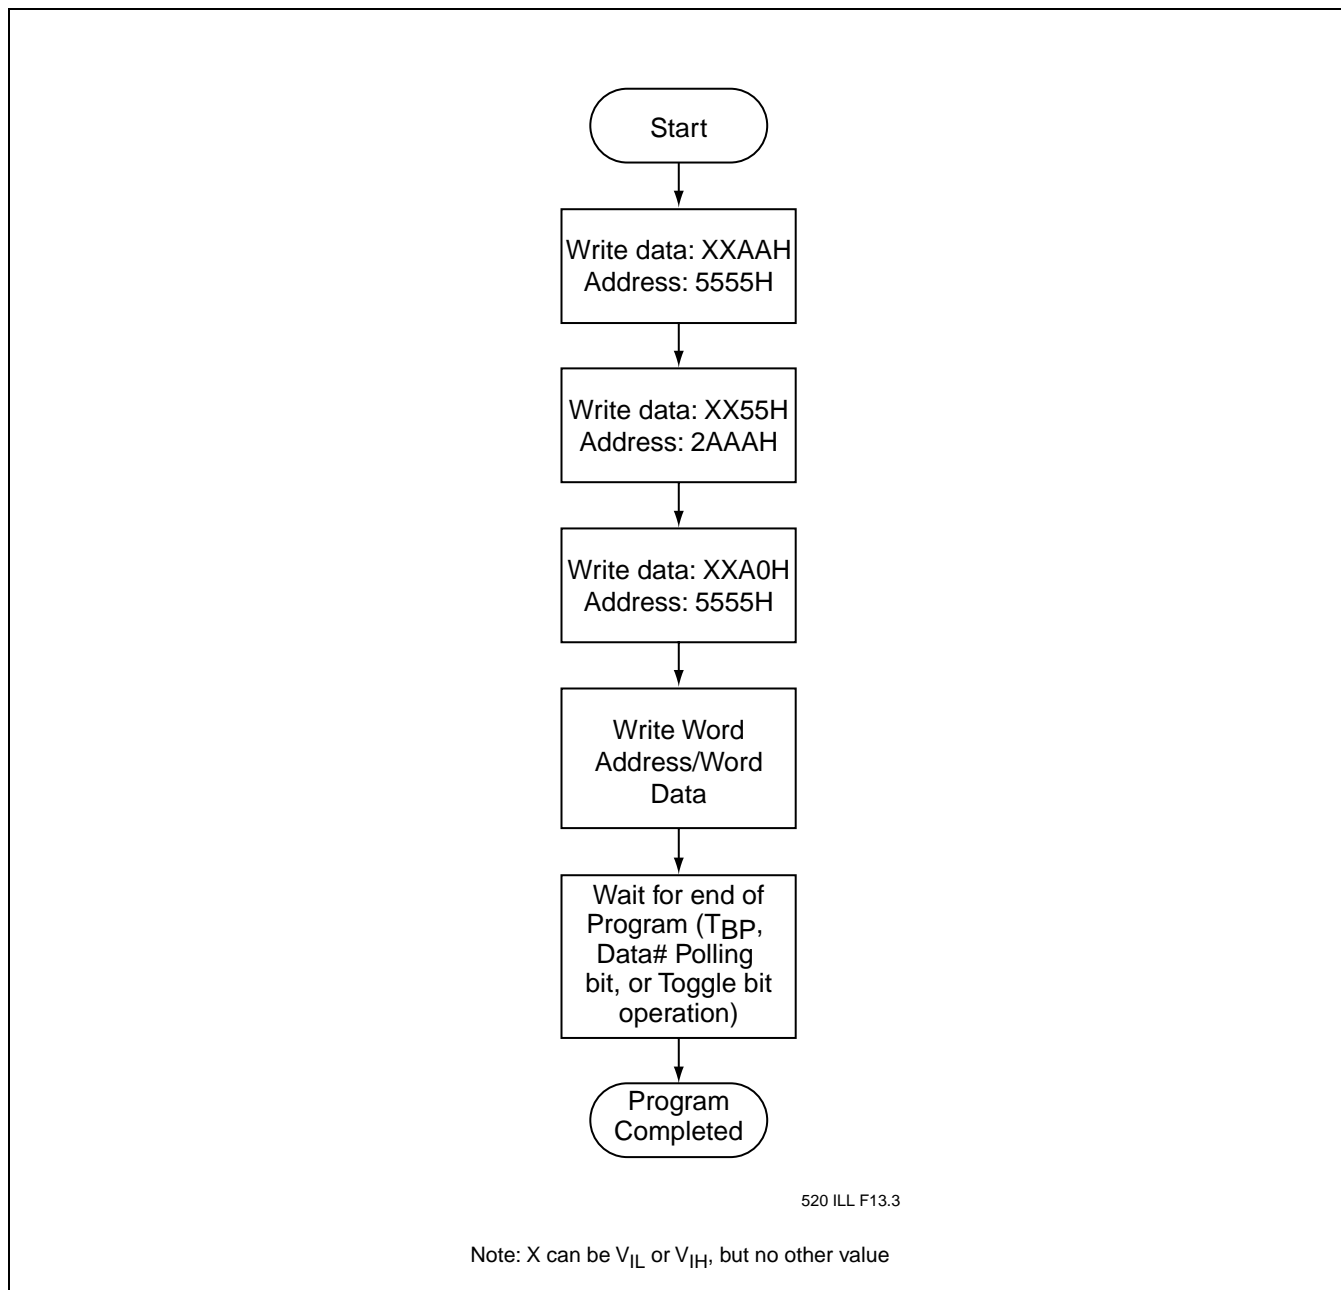 Start
Write data: XXAAH
Address: 5555H
Write data: XX55H
Address: 2AAAH
Write data: XXA0H
Address: 5555H
Write Word
Address/Word
Data
Wait for end of
Program (TBP,
Data# Polling
bit, or Toggle bit
operation)
Program
Completed
520 ILL F13.3
Note: X can be VIL or VIH, but no other value